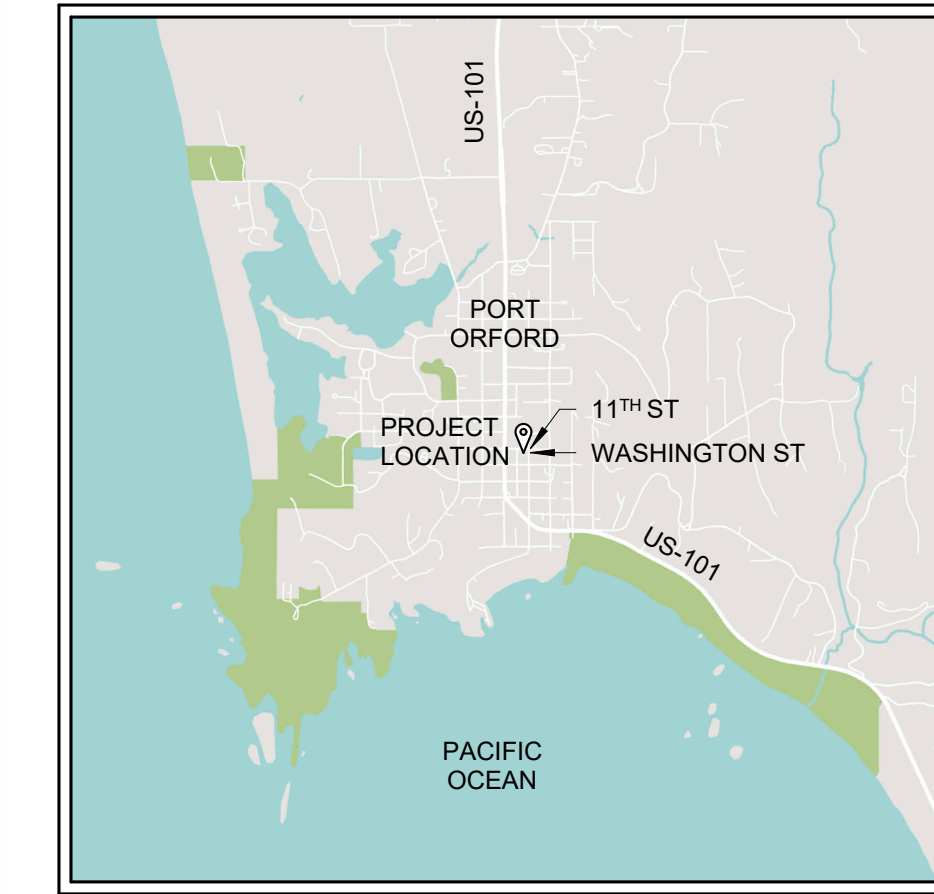 US-101
PORT
ORFORD
11TH ST
PROJECT
LOCATION
WASHINGTON ST
US-101
PACIFIC
OCEAN